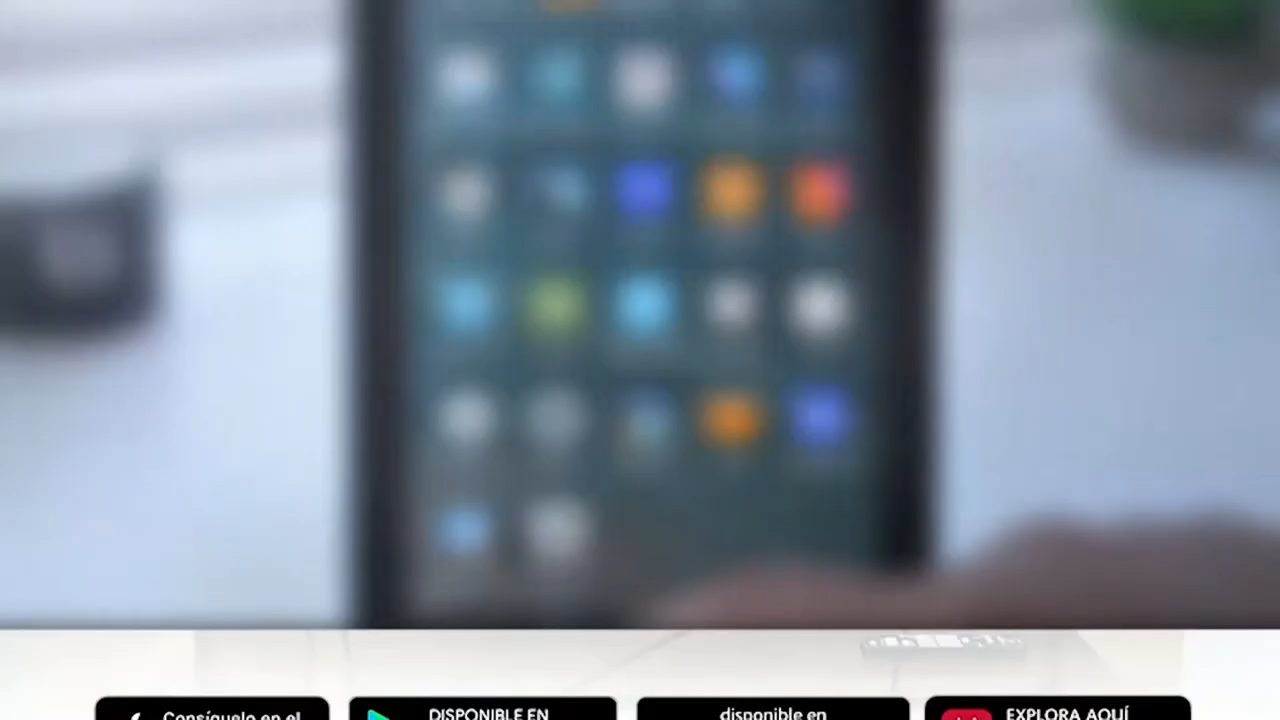 Consíguelo en el
DISPONIBLE EN
disponible en
EXPLORA AQUÍ